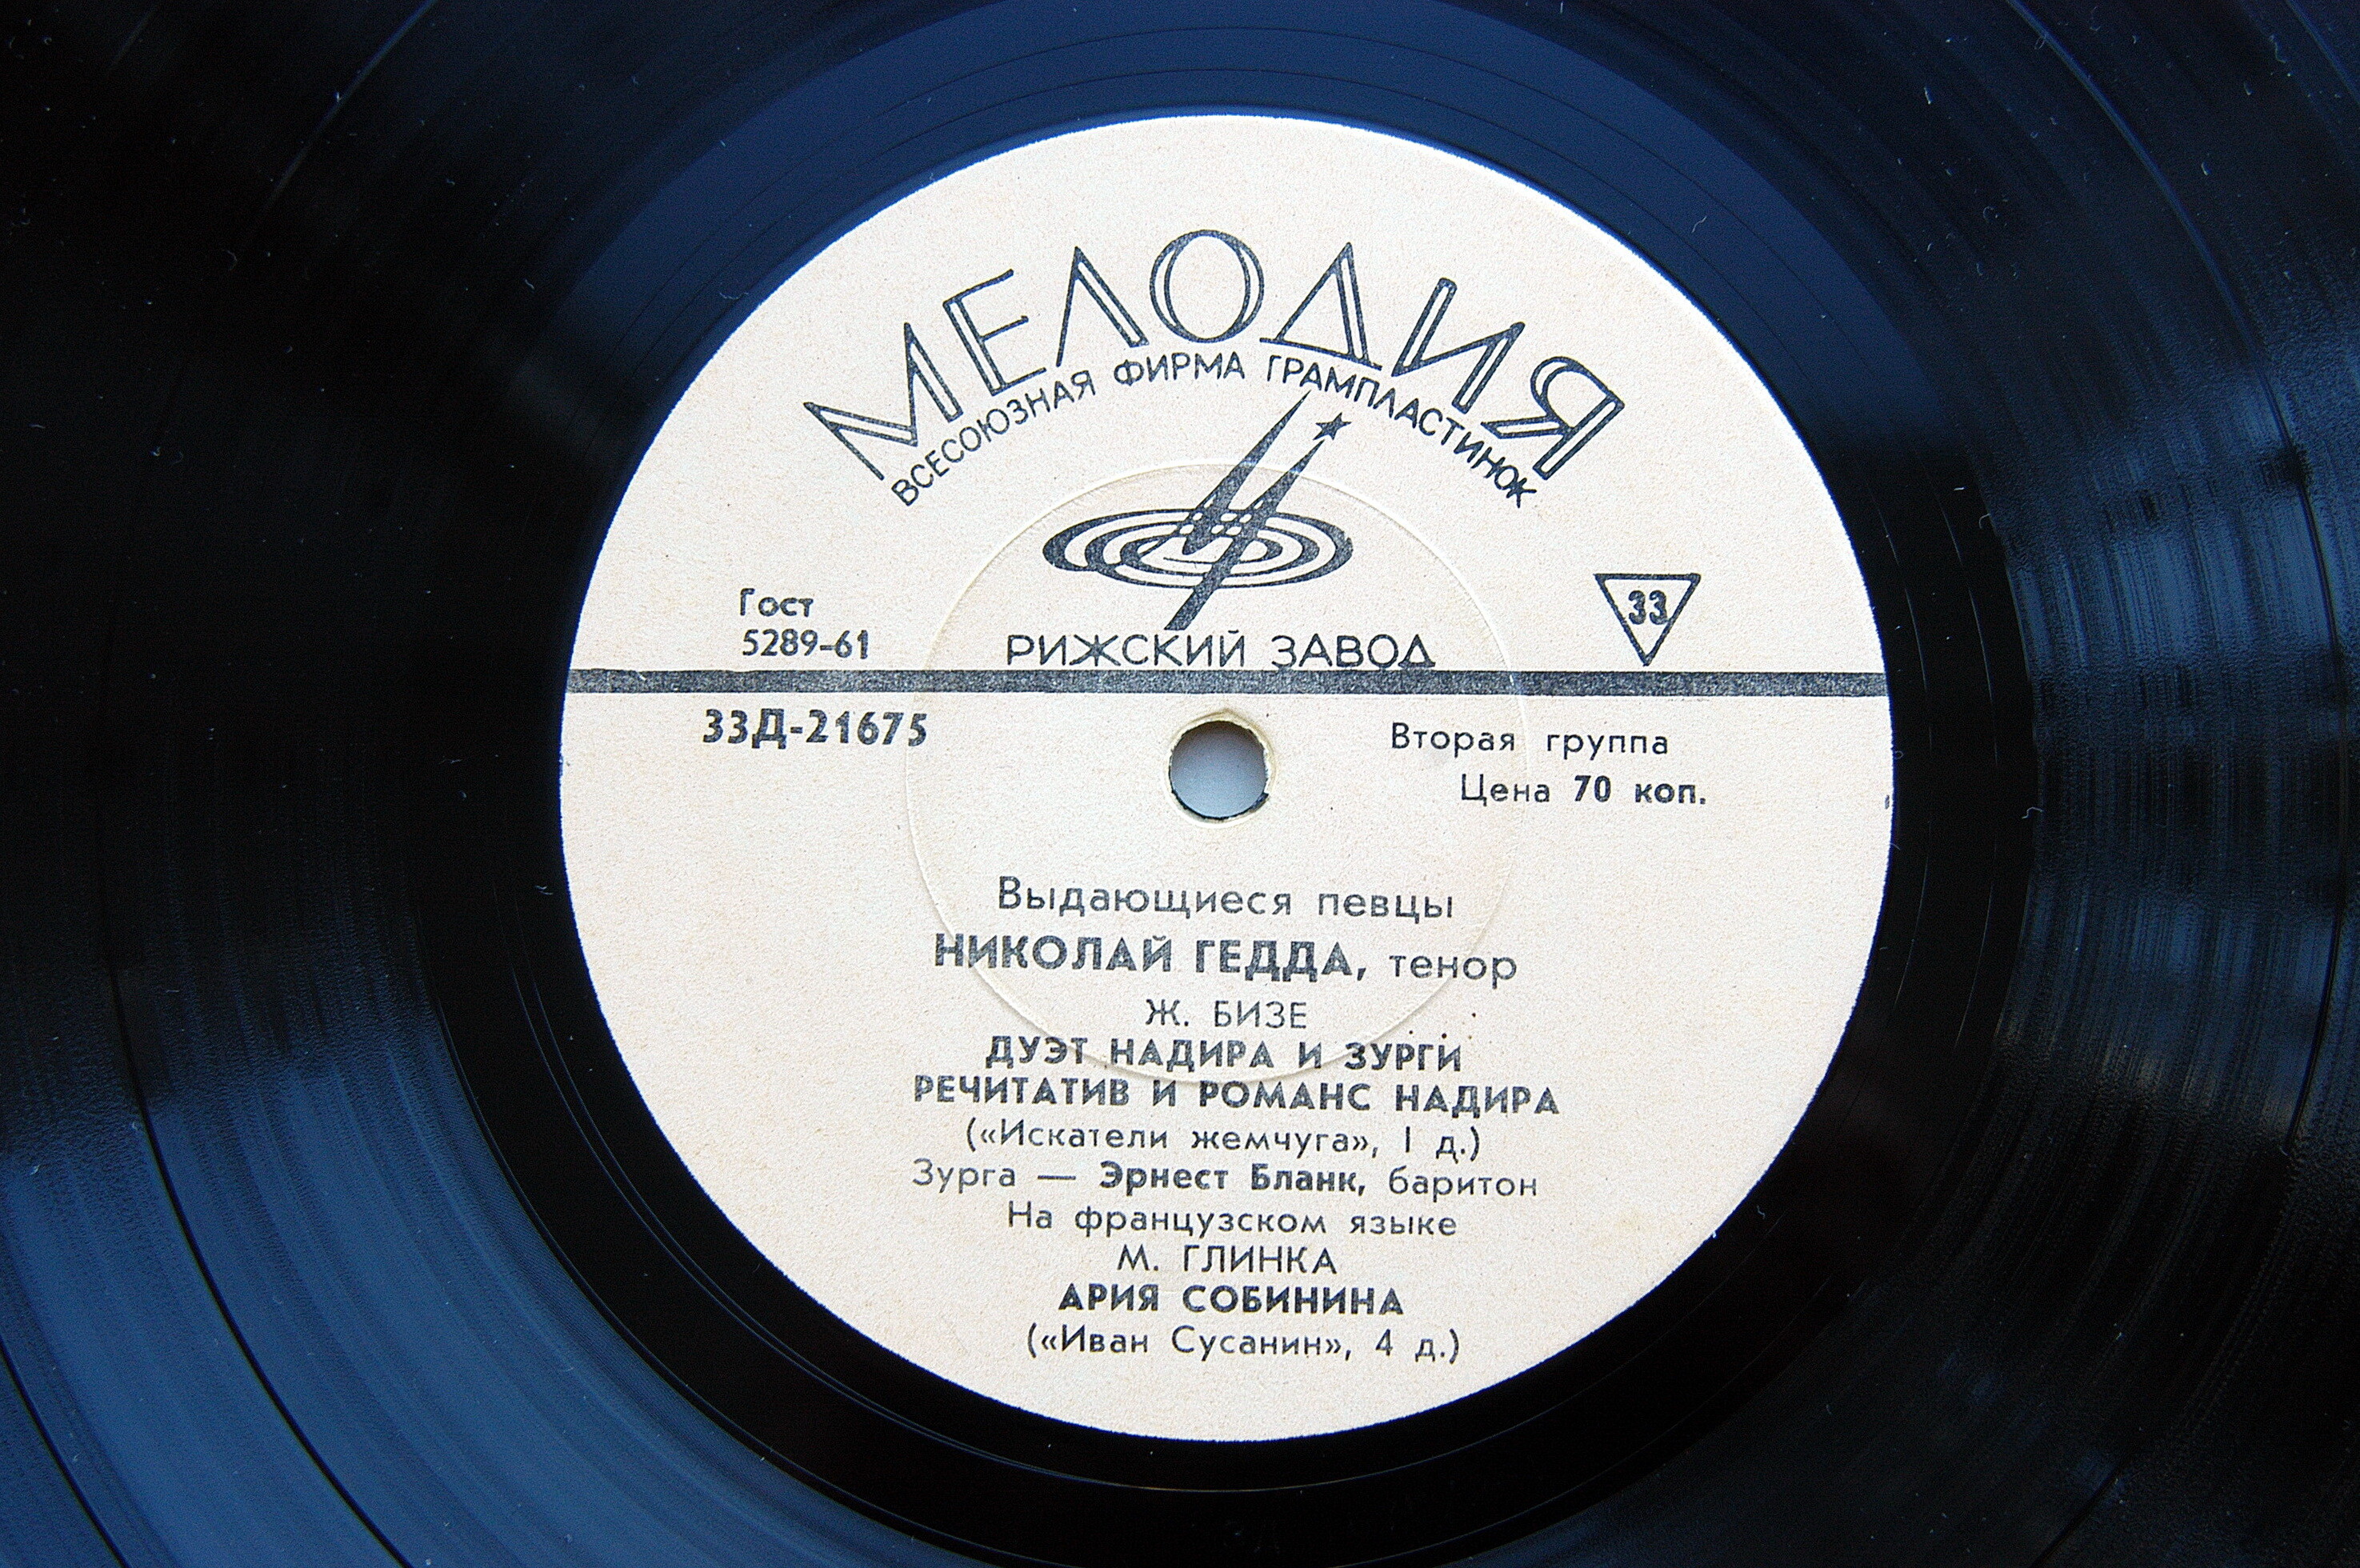 МЕЛОДИЯ
ВСЕСОЮЗНАЯ ФИРМА ГРАМПЛАСТИНОК
Гост
5289-61
33
РИЖСКИЙ ЗАВОД
33Д-21675
Вторая группа
Цена 70 коп.
Выдающиеся певцы
НИКОЛАЙ ГЕДДА, тенор
Ж. БИЗЕ
ДУЭТ НАДИРА И ЗУРГИ
РЕЧИТАТИВ И РОМАНС НАДИРА
(«Искатели жемчуга», I д.)
Зурга — Эрнест Бланк, баритон
На французском языке
М. ГЛИНКА
АРИЯ СОБИНИНА
(«Иван Сусанин», 4 д.)